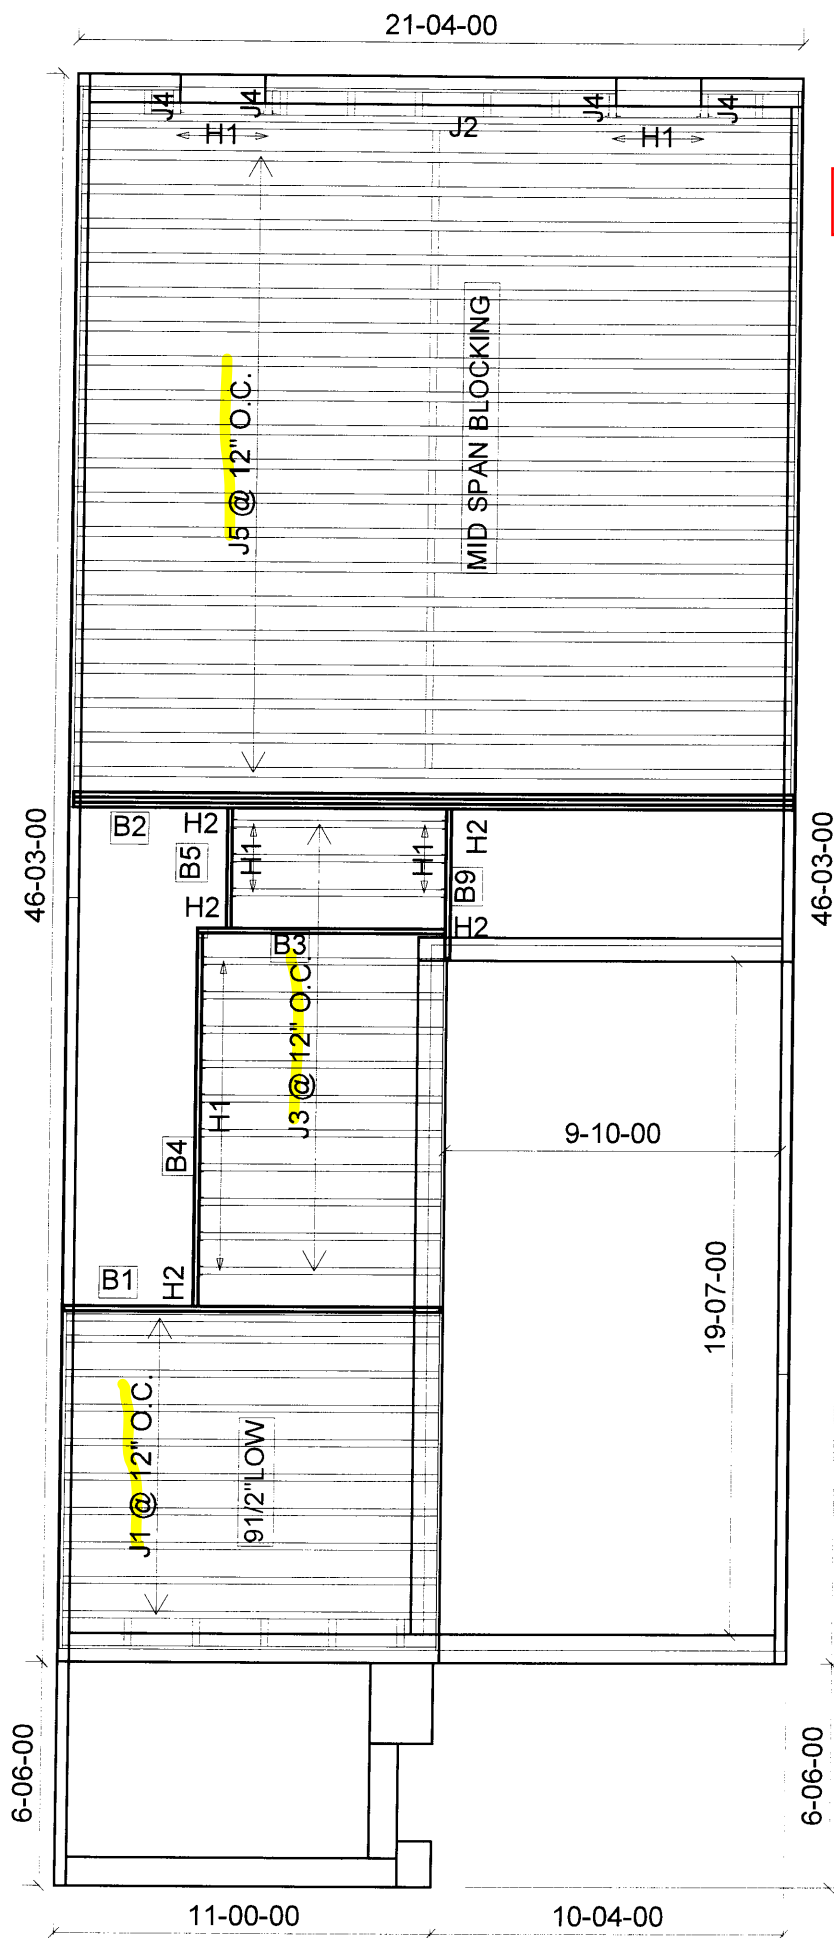 21-04-00
J4
J4
J4
J4
H1
J2
H1
J5 @ 12" O.C.
MID SPAN BLOCKING
46-03-00
46-03-00
B2
H2
B5
H1
H1
H2
B9
H2
H2
B3
J3 @ 12" O.C.
H1
B4
9-10-00
19-07-00
B1
H2
J1 @ 12" O.C.
91/2"LOW
6-06-00
6-06-00
11-00-00
10-04-00